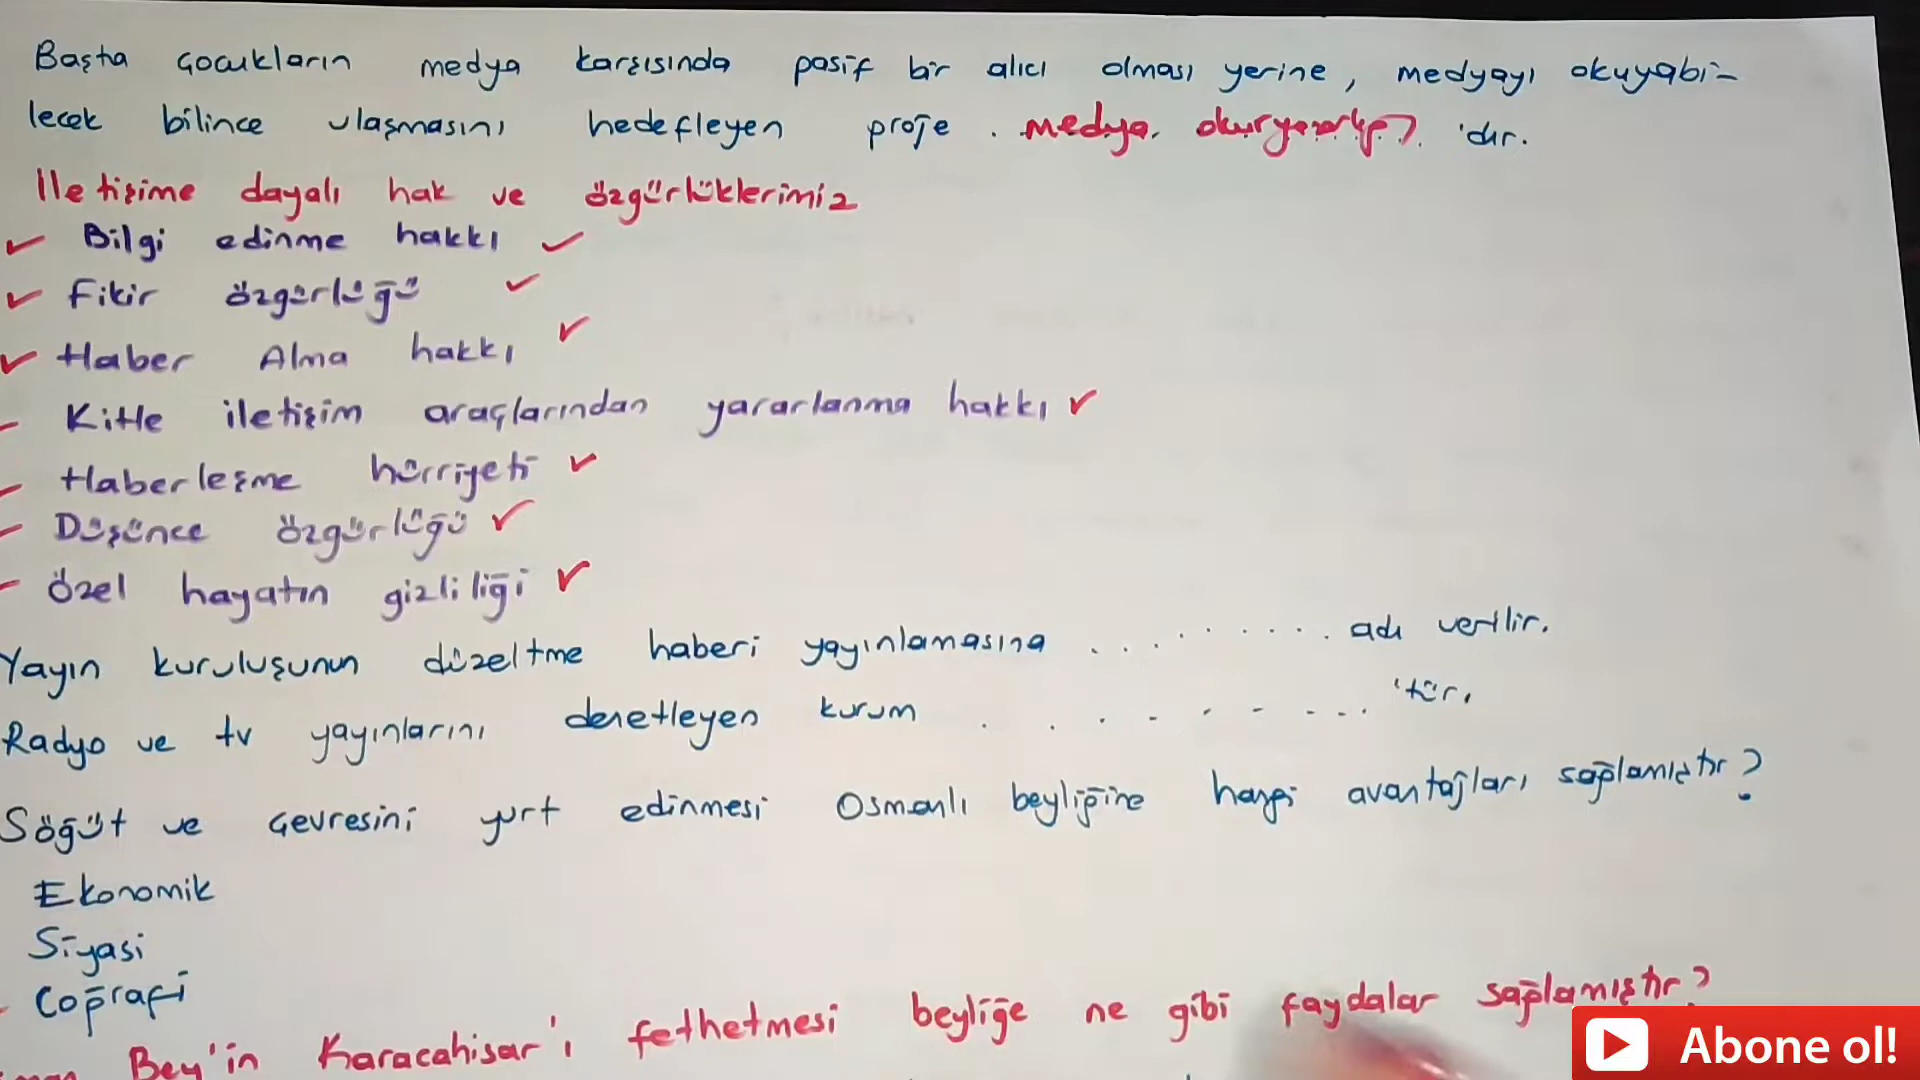 Başta çocukların medya karşısında pasif bir alıcı olması yerine, medyayı okuyabi-
lecek bilince ulaşmasını hedefleyen proje . medya okuryazarlığı 'dır.
İletişime dayalı hak ve özgürlüklerimiz
✓ Bilgi edinme hakkı ✓
✓ Fikir özgürlüğü ✓
✓ Haber Alma hakkı ✓
- Kitle iletişim araçlarından yararlanma hakkı ✓
- Haberleşme hürriyeti ✓
- Düşünce özgürlüğü ✓
- Özel hayatın gizliliği ✓
Yayın kuruluşunun düzeltme haberi yayınlamasına . . . . . . . . . adı verilir.
Radyo ve tv yayınlarını denetleyen kurum . . . - - - - - . 'tür.
Söğüt ve çevresini yurt edinmesi Osmanlı beyliğine hangi avantajları sağlamıştır?
Ekonomik
Siyasi
Coğrafi
Bey'in Karacahisar'ı fethetmesi beyliğe ne gibi faydalar sağlamıştır?
Abone ol!